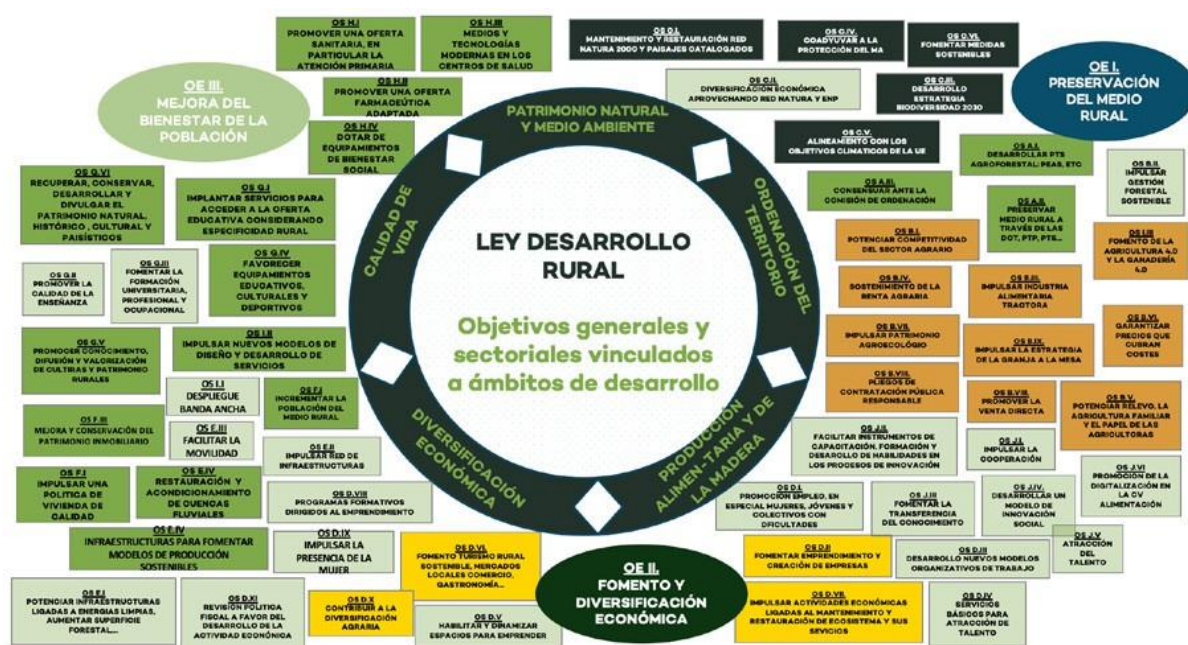 OS H.I
PROMOVER UNA OFERTA
SANITARIA, EN
PARTICULAR LA
ATENCIÓN PRIMARIA
OS H.III
MEDIOS Y
TECNOLOGÍAS
MODERNAS EN LOS
CENTROS DE SALUD
OS H.II
PROMOVER UNA OFERTA
FARMACEÚTICA
ADAPTADA
OS H.IV
DOTAR DE
EQUIPAMIENTOS
DE BIENESTAR
SOCIAL
OE III.
MEJORA DEL
BIENESTAR DE LA
POBLACIÓN
OS C.I.
MANTENIMIENTO Y RESTAURACIÓN RED
NATURA 2000 Y PAISAJES CATALOGADOS
OS C.IV.
COADYUVAR A LA
PROTECCIÓN DEL MA
OS C.VI.
FOMENTAR MEDIDAS
SOSTENIBLES
OS C.II.
DIVERSIFICACIÓN ECONÓMICA
APROVECHANDO RED NATURA Y ENP
OS C.III.
DESARROLLO
ESTRATEGIA
BIODIVERSIDAD 2030
OS C.V.
ALINEAMIENTO CON LOS
OBJETIVOS CLIMATICOS DE LA UE
OE I.
PRESERVACIÓN
DEL MEDIO
RURAL
PATRIMONIO NATURAL
Y MEDIO AMBIENTE
ORDENACIÓN DEL
TERRITORIO
PRODUCCIÓN
ALIMEN-TARIA Y DE
LA MADERA
DIVERSIFICACIÓN
ECONÓMICA
CALIDAD DE
VIDA
LEY DESARROLLO
RURAL
Objetivos generales y
sectoriales vinculados
a ámbitos de desarrollo
OS G.VI
RECUPERAR, CONSERVAR,
DESARROLLAR Y
DIVULGAR EL
PATRIMONIO NATURAL,
HISTÓRICO , CULTURAL Y
PAISÍSTICOS
OS G.I
IMPLANTAR SERVICIOS PARA
ACCEDER A LA OFERTA
EDUCATIVA CONSIDERANDO
ESPECIFICIDAD RURAL
OS G.II
PROMOVER LA
CALIDAD DE LA
ENSEÑANZA
OS G.III
FOMENTAR LA
FORMACIÓN
UNIVERSITARIA,
PROFESIONAL Y
OCUPACIONAL
OS G.IV
FAVORECER
EQUIPAMIENTOS
EDUCATIVOS,
CULTURALES Y
DEPORTIVOS
OS G.V
PROMOCER CONOCIMIENTO,
DIFUSIÓN Y VALORIZACIÓN
DE CULTIRAS Y PATRIMONIO
RURALES
OS I.II
IMPULSAR NUEVOS MODELOS DE
DISEÑO Y DESARROLLO DE
SERVICIOS
OS I.I
DESPLIEGUE
BANDA ANCHA
OS F.I
INCREMENTAR LA
POBLACIÓN DEL
MEDIO RURAL
OS F.III
MEJORA Y CONSERVACIÓN DEL
PATRIMONIO INMOBILIARIO
OS F.III
FACILITAR LA
MOVILIDAD
OS E.II
IMPULSAR RED DE
INFRAESTRUCTURAS
OS F.I
IMPULSAR UNA
POLITICA DE
VIVIENDA DE
CALIDAD
OS E.IV
RESTAURACIÓN Y
ACONDICIONAMIENTO
DE CUENCAS
FLUVIALES
OS D.VIII
PROGRAMAS FORMATIVOS
DIRIGIDOS AL EMPRENDIMIENTO
OS E.IV
INFRAESTRUCTURAS PARA FOMENTAR
MODELOS DE PRODUCCIÓN
SOSTENIBLES
OS D.IX
IMPULSAR LA
PRESENCIA DE LA
MUJER
OS D.VI.
FOMENTO TURISMO RURAL
SOSTENIBLE, MERCADOS
LOCALES COMERCIO,
GASTRONOMÍA...
OS E.I
POTENCIAR INFRAESTRUCTURAS
LIGADAS A ENERGIAS LIMPIAS,
AUMENTAR SUPERFICIE
FORESTAL...
OS D.XI
REVISIÓN POLITICA
FISCAL A FAVOR DEL
DESARROLLO DE LA
ACTIVIDAD ECONÓMICA
OS D.X
CONTRIBUIR A LA
DIVERSIFICACIÓN
AGRARIA
OS D.V
HABILITAR Y DINAMIZAR
ESPACIOS PARA EMPRENDER
OE II.
FOMENTO Y
DIVERSIFICACIÓN
ECONÓMICA
OS A.I.
DESARROLLAR PTS
AGROFORESTAL: PEAS, ETC
OS B.II.
IMPULSAR
GESTIÓN
FORESTAL
SOSTENIBLE
OS A.III.
CONSENSUAR ANTE LA
COMISIÓN DE ORDENACIÓN
OS A.II.
PRESERVAR
MEDIO RURAL A
TRAVÉS DE LAS
DOT, PTP, PTS...
OS B.I.
POTENCIAR COMPETITIVIDAD
DEL SECTOR AGRARIO
OS I.III
FOMENTO DE LA
AGRICULTURA 4.0
Y LA GANADERÍA
4.0
OS B.IV.
SOSTENIMIENTO DE
LA RENTA AGRARIA
OS B.III.
IMPULSAR INDUSTRIA
ALIMENTARIA
TRACTORA
OS B.VI
GARANTIZAR
PRECIOS QUE
CUBRAN
COSTES
OS B.VII.
IMPULSAR PATRIMONIO
AGROECOLÓGIO
OS B.IX.
IMPULSAR LA ESTRATEGIA
DE LA GRANJA A LA MESA
OS B.VIII.
PLIEGOS DE
CONTRATACIÓN PÚBLICA
RESPONSABLE
OS B.VIII.
PROMOVER LA
VENTA DIRECTA
OS B.V.
POTENCIAR RELEVO, LA
AGRICULTURA FAMILIAR
Y EL PAPEL DE LAS
AGRICULTORAS
OS J.II.
FACILITAR INSTRUMENTOS DE
CAPACITACIÓN, FORMACIÓN Y
DESAROLLO DE HABILIDADES EN
LOS PROCESOS DE INNOVACIÓN
OS J.I.
IMPULSAR LA
COOPERACIÓN
OS J.VI
PROMOCIÓN DE LA
DIGITALIZACIÓN EN
LA CV
ALIMENTACIÓN
OS D.I.
PROMOCIÓN EMPLEO, EN
ESPECIAL MUJERES, JÓVENES Y
COLECTIVOS CON
DIFICULTADES
OS J.III
FOMENTAR LA
TRANSFERENCIA
DEL
CONOCIMIENTO
OS J.IV.
DESARROLLAR UN
MODELO DE
INNOVACIÓN
SOCIAL
OS J.V
ATRACCIÓN
DEL
TALENTO
OS D.II
FOMENTAR EMPRENDIMIENTO Y
CREACIÓN DE EMPRESAS
OS D.III
DESARROLLO NUEVOS MODELOS
ORGANIZATIVOS DE TRABAJO
OS D.VII.
IMPULSAR ACTIVIDADES ECONÓMICAS
LIGADAS AL MANTENIMIENTO Y
RESTAURACIÓN DE ECOSISTEMA Y SUS
SEVICIOS
OS D.IV
SERVICIOS
BÁSICOS PARA
ATRACCIÓN DE
TALENTO